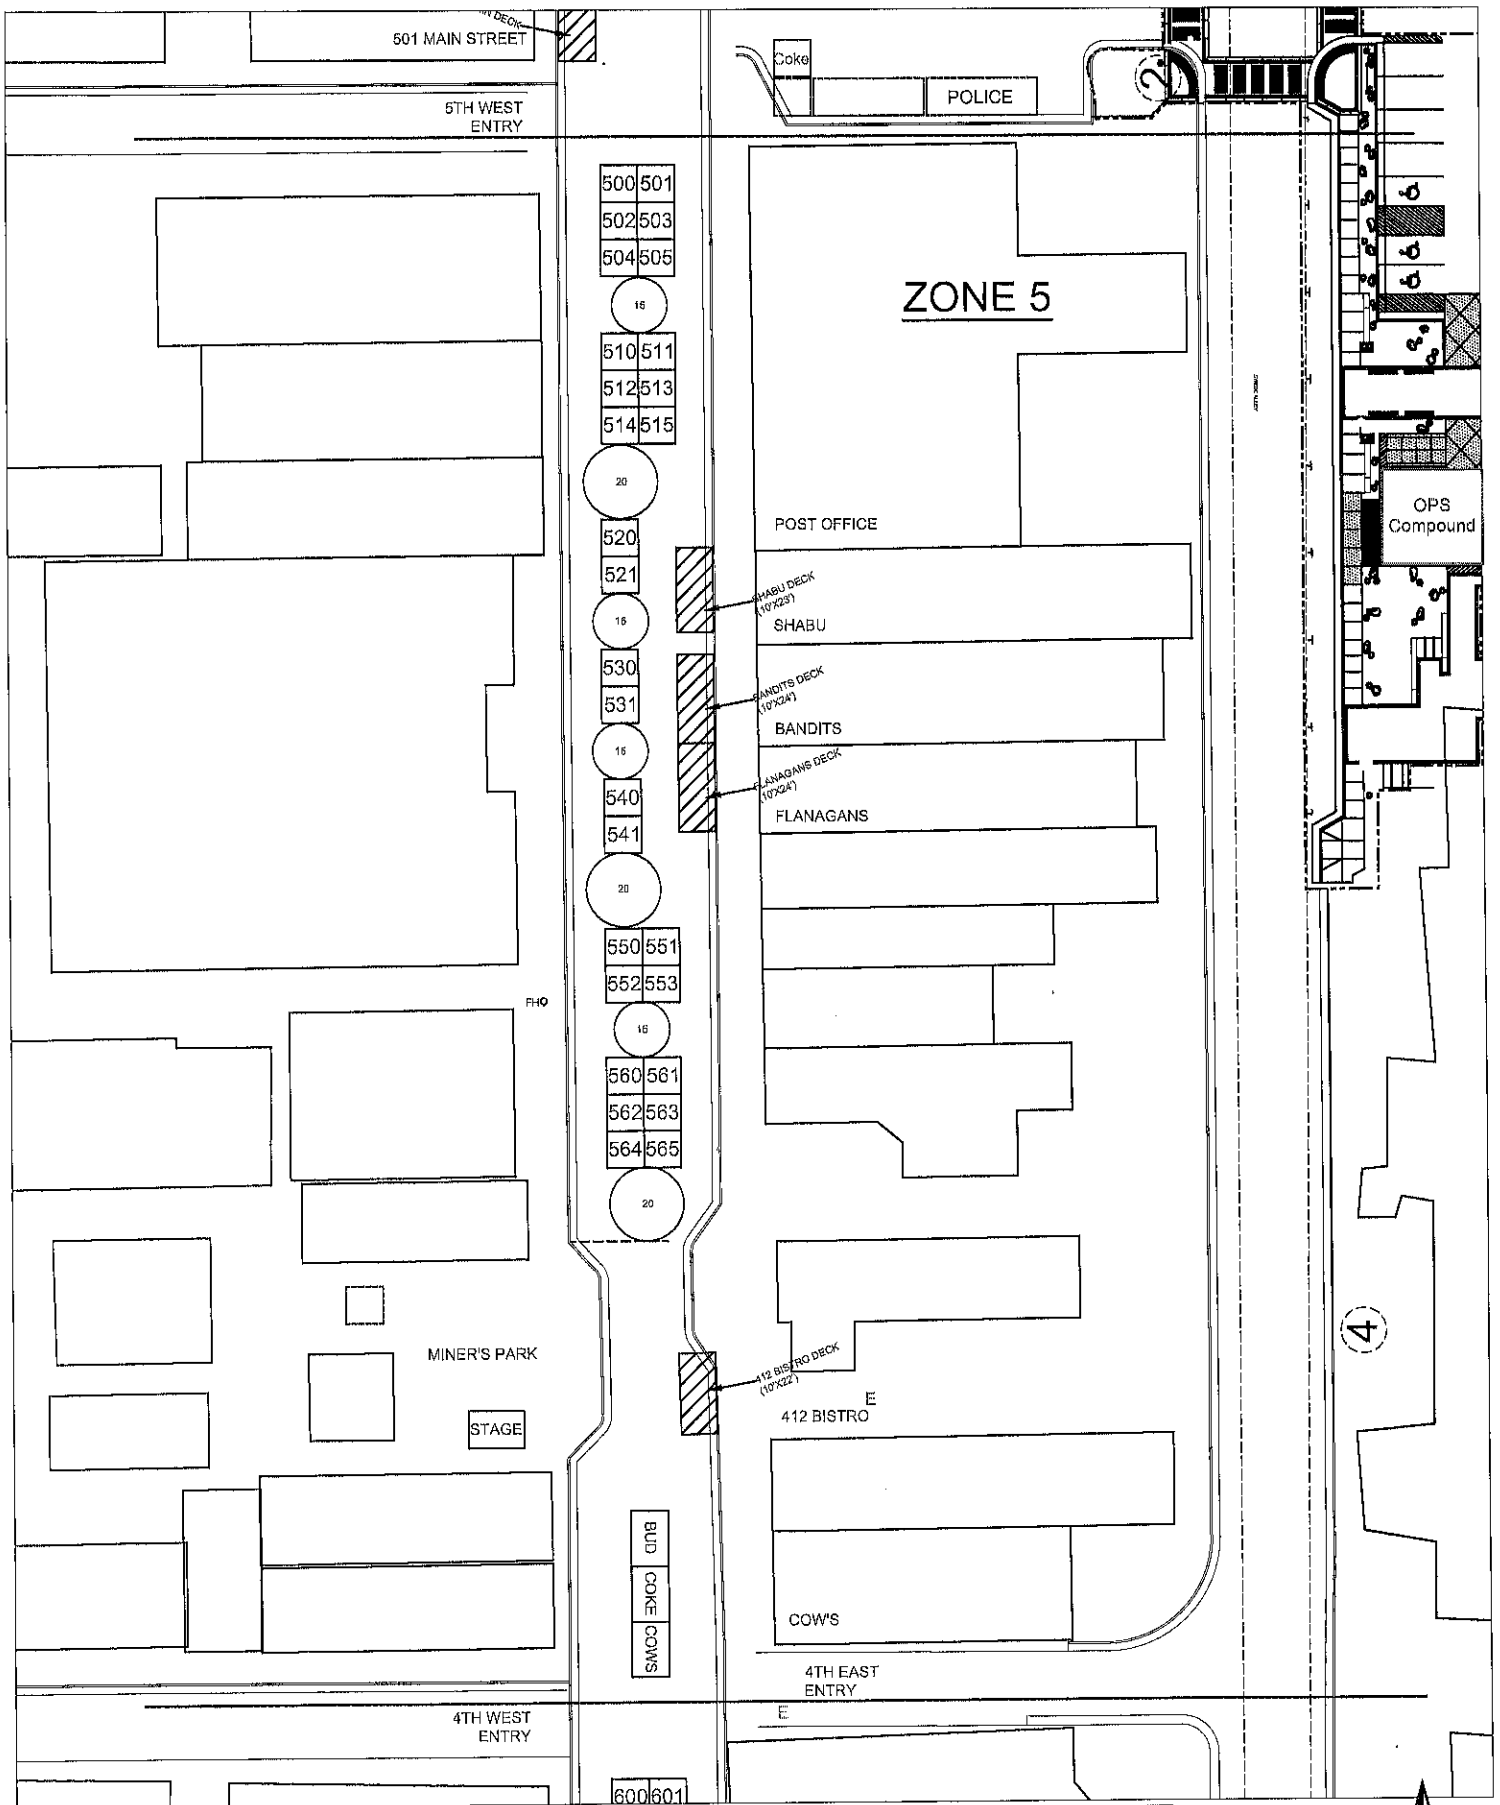 501 MAIN STREET
Coke
POLICE
2
5TH WEST
ENTRY
500 501
502 503
504 505
15
ZONE 5
510 511
512 513
514 515
20
OPS
Compound
POST OFFICE
520
521
SHABU DECK
(10'X23')
15
SHABU
530
531
BANDITS DECK
(10'X24')
BANDITS
15
FLANAGANS DECK
(10'X24')
540
541
FLANAGANS
20
550 551
552 553
FH
15
560 561
562 563
564 565
20
4
MINER'S PARK
412 BISTRO DECK
(10'X22')
E
412 BISTRO
STAGE
BUD
COKE
COWS
COW'S
4TH EAST
ENTRY
E
4TH WEST
ENTRY
600 601